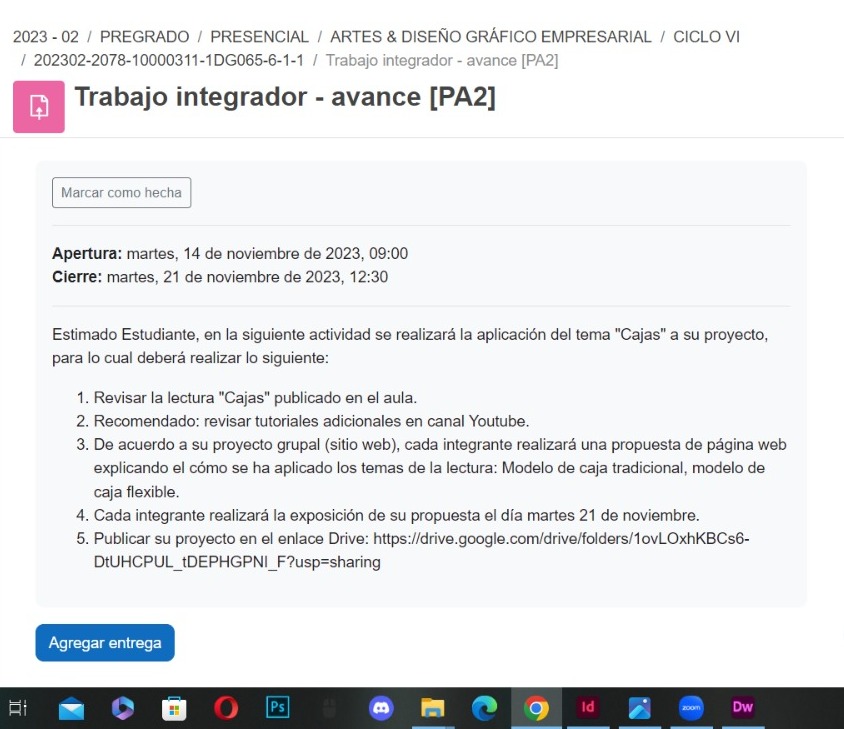 2023 - 02 / PREGRADO / PRESENCIAL / ARTES & DISEÑO GRÁFICO EMPRESARIAL / CICLO VI
/ 202302-2078-10000311-1DG065-6-1-1 / Trabajo integrador - avance [PA2]
Trabajo integrador - avance [PA2]
Marcar como hecha
Apertura: martes, 14 de noviembre de 2023, 09:00
Cierre: martes, 21 de noviembre de 2023, 12:30
Estimado Estudiante, en la siguiente actividad se realizará la aplicación del tema "Cajas" a su proyecto,
para lo cual deberá realizar lo siguiente:
1. Revisar la lectura "Cajas" publicado en el aula.
2. Recomendado: revisar tutoriales adicionales en canal Youtube.
3. De acuerdo a su proyecto grupal (sitio web), cada integrante realizará una propuesta de página web
explicando el cómo se ha aplicado los temas de la lectura: Modelo de caja tradicional, modelo de
caja flexible.
4. Cada integrante realizará la exposición de su propuesta el día martes 21 de noviembre.
5. Publicar su proyecto en el enlace Drive: https://drive.google.com/drive/folders/1ovLOxhKBCs6-
DtUHCPUL_tDEPHGPNI_F?usp=sharing
Agregar entrega
Ps Id zoom Dw